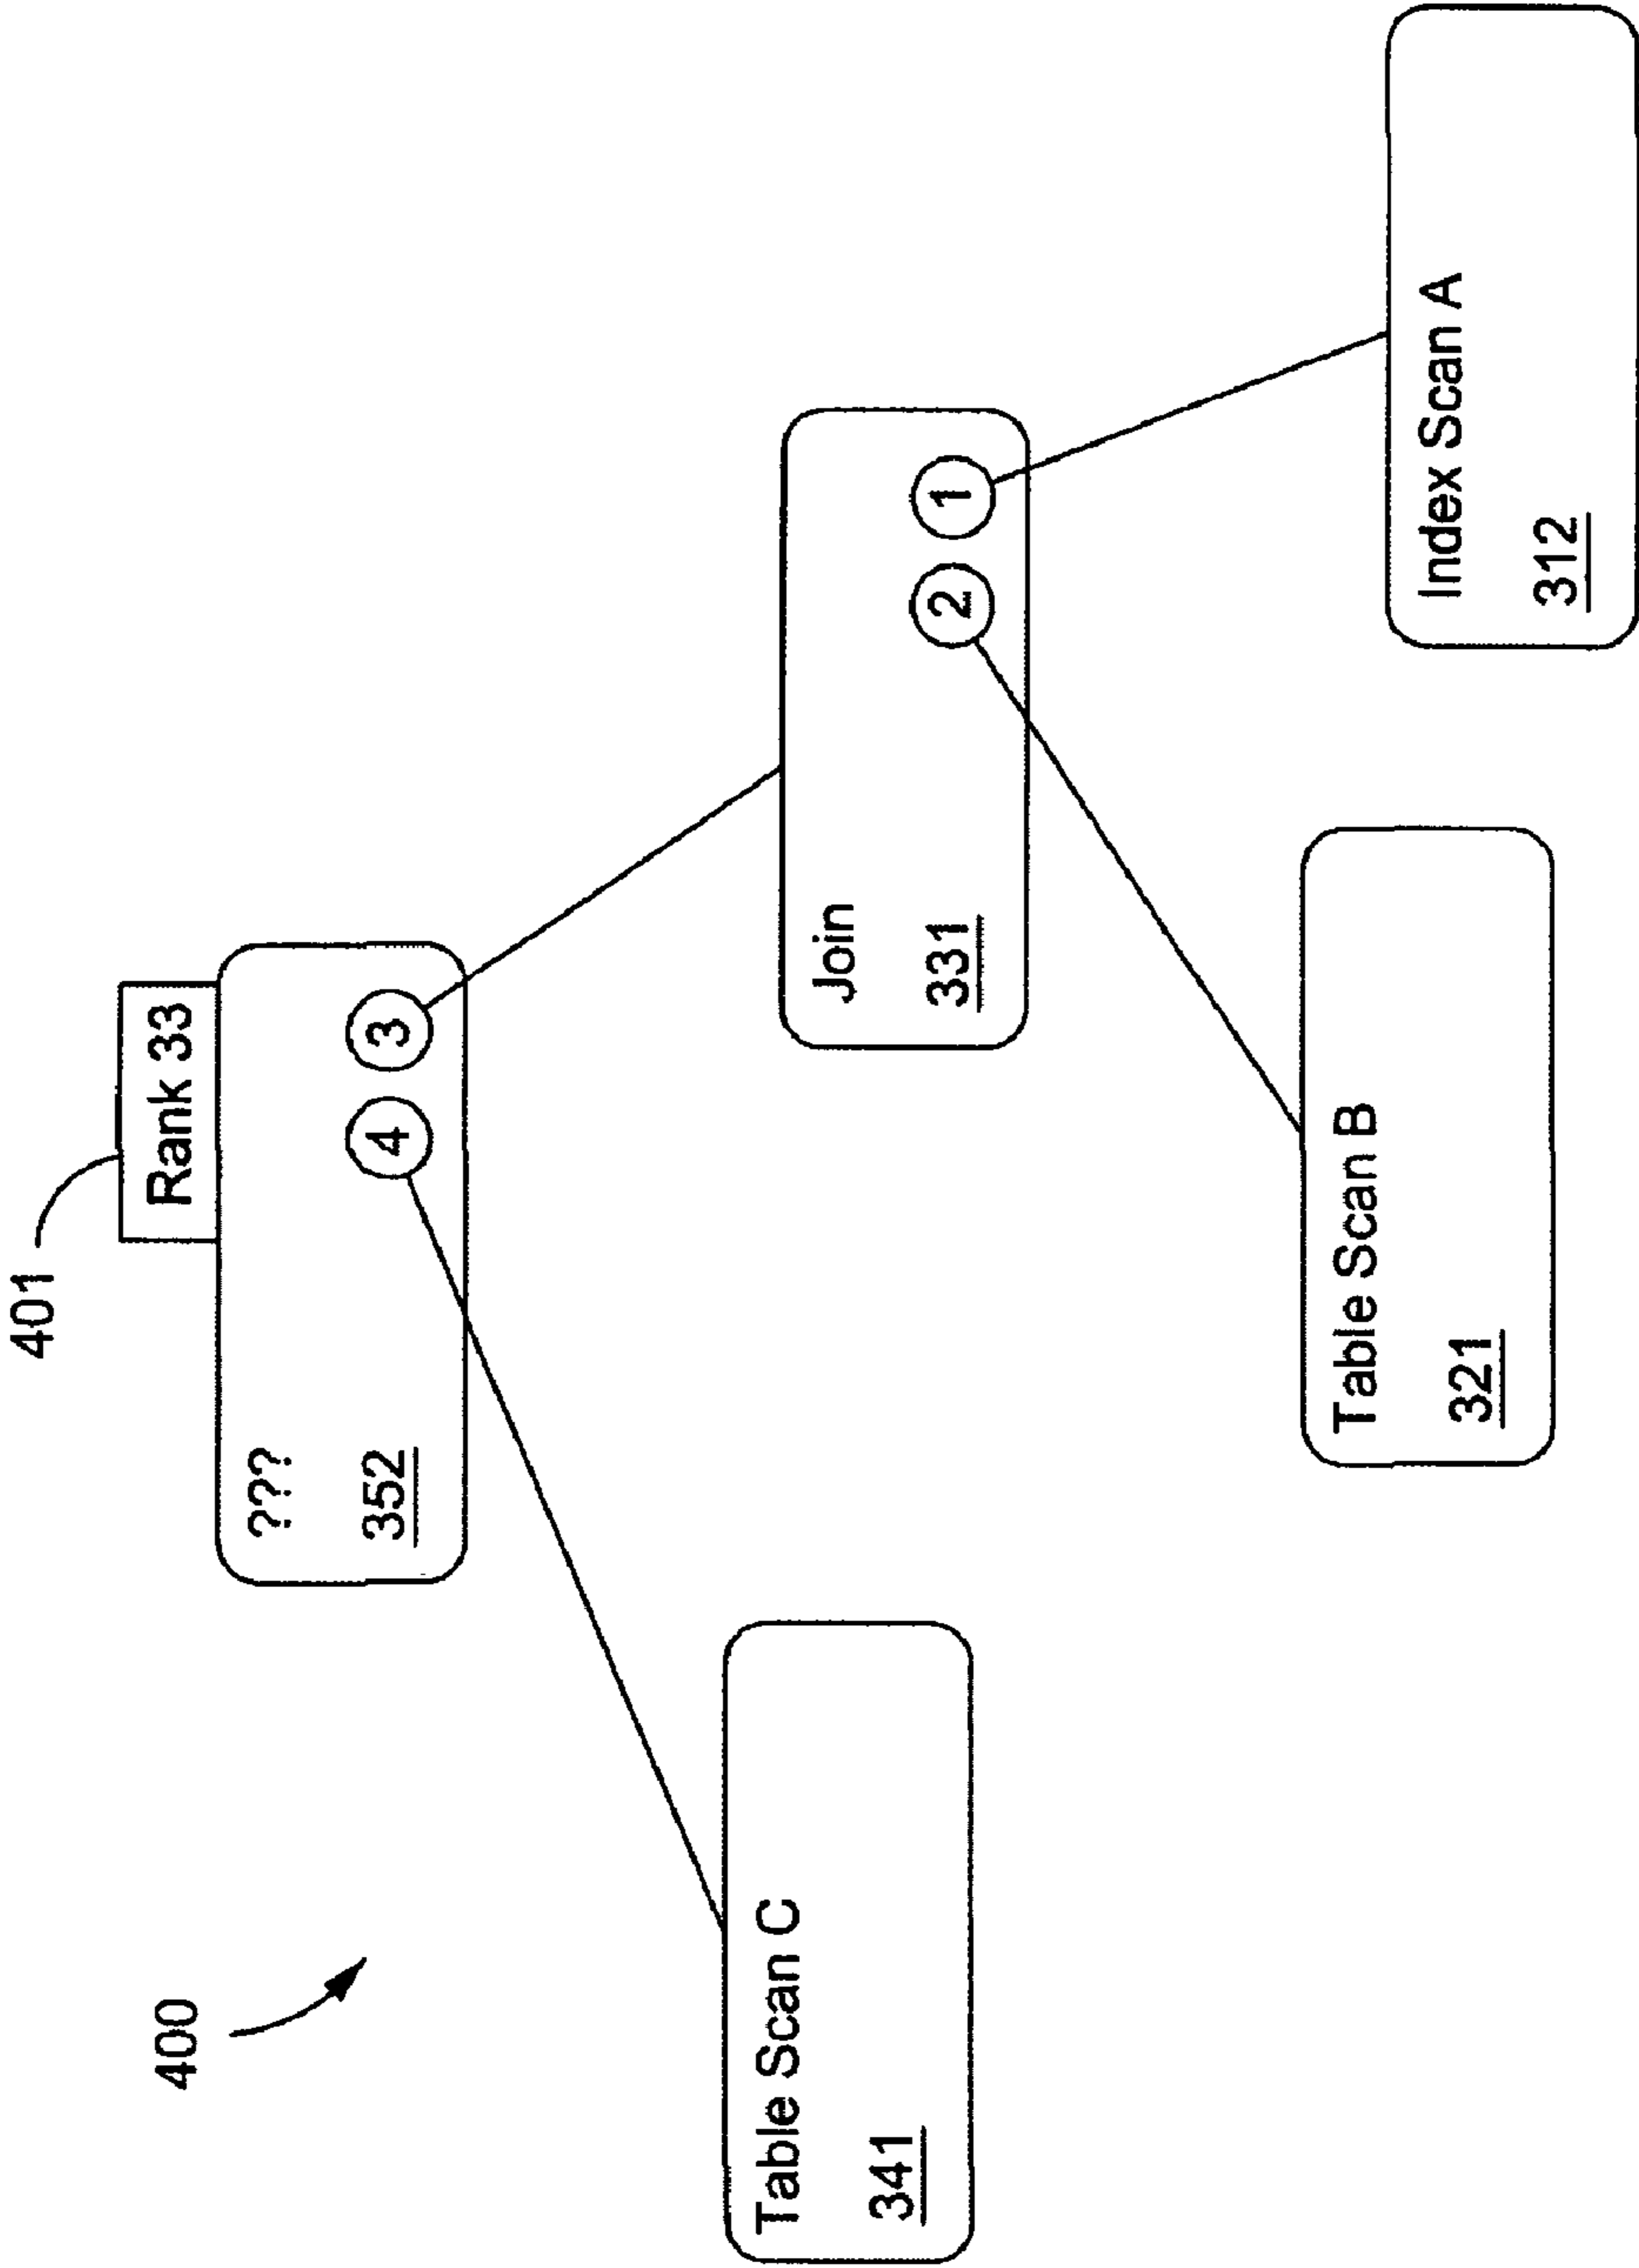 401
400
Rank 33
???
352
4
3
Table Scan C
341
Join
331
2
1
Table Scan B
321
Index Scan A
312